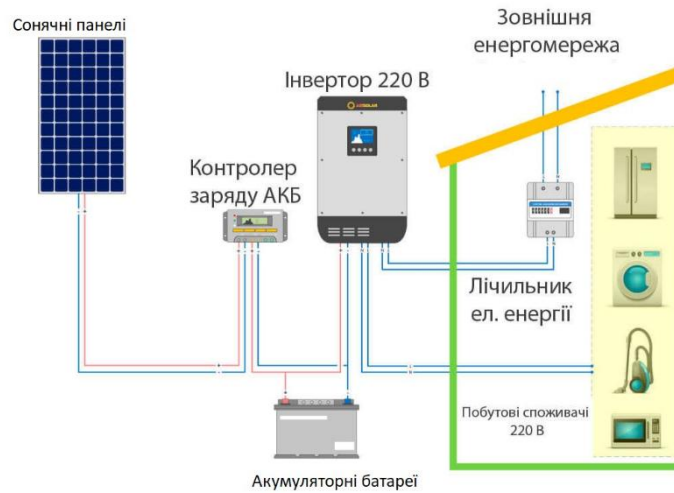 Сонячні панелі
Зовнішня
енергомережа
Інвертор 220 В
Контролер
заряду АКБ
Лічильник
ел. енергії
Побутові споживачі
220 В
Акумуляторні батареї